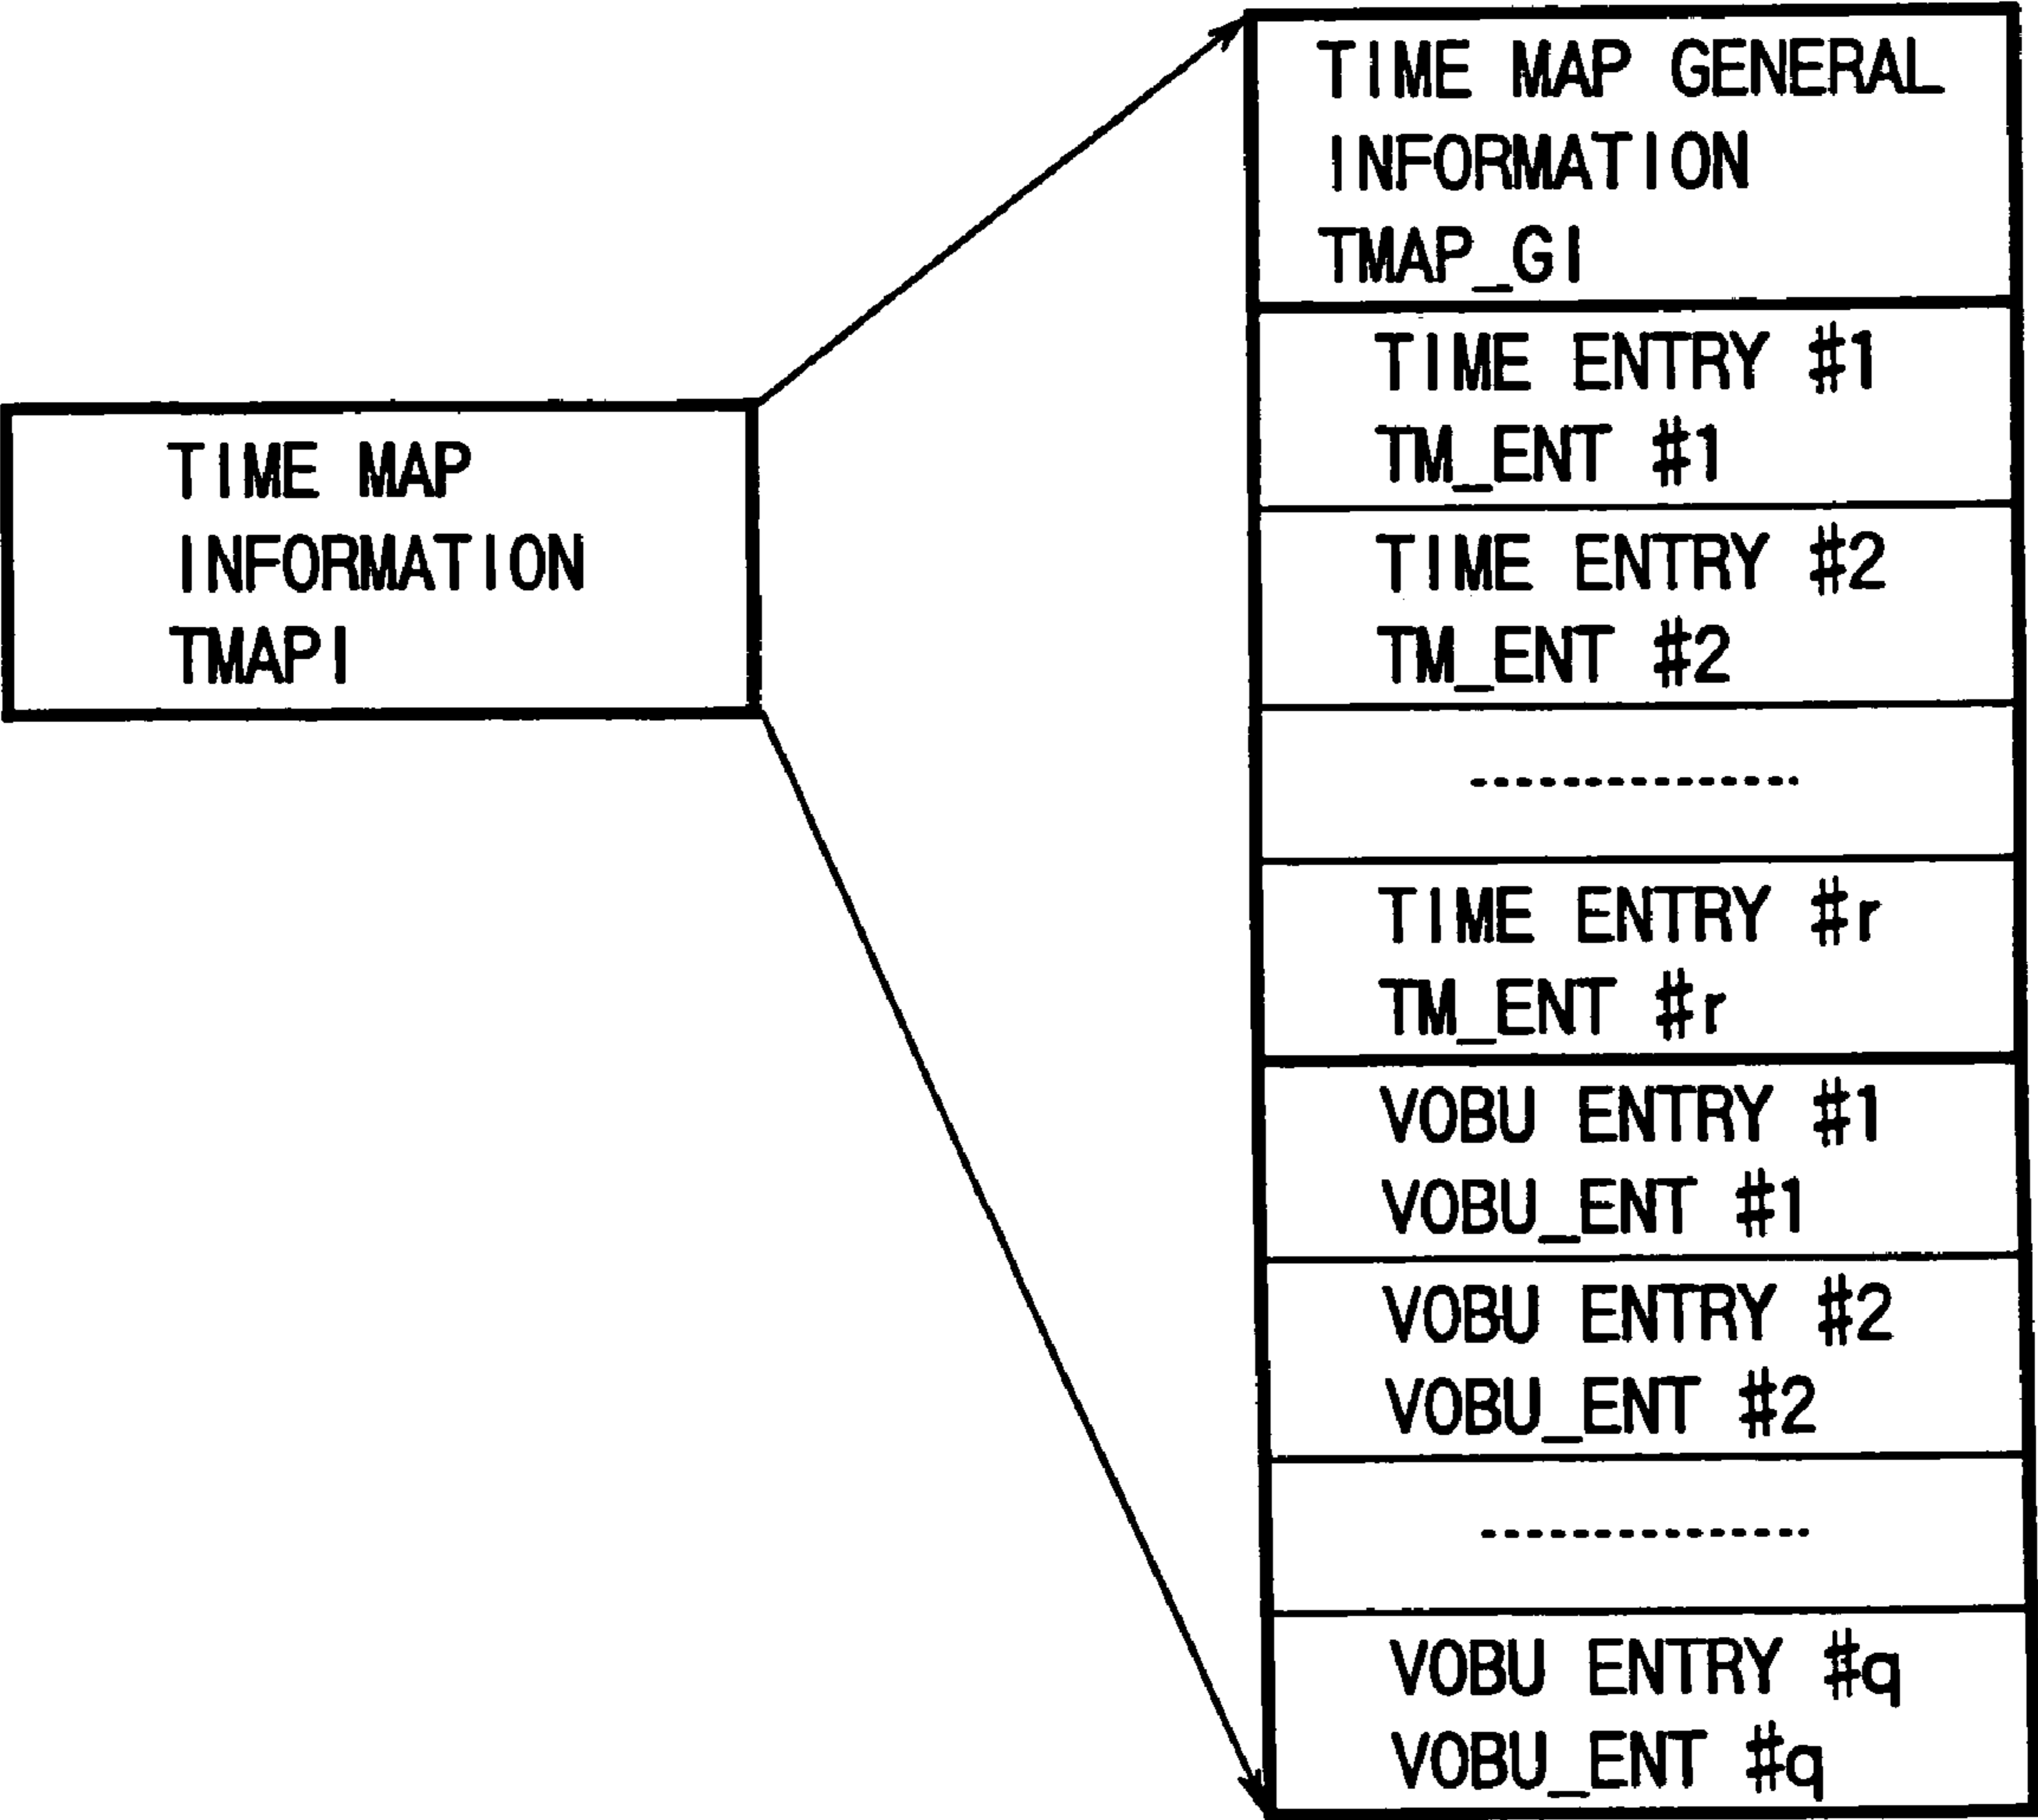 TIME MAP
INFORMATION
TMAPI
TIME MAP GENERAL
INFORMATION
TMAP_GI
TIME ENTRY #1
TM_ENT #1
TIME ENTRY #2
TM_ENT #2
---------------
TIME ENTRY #r
TM_ENT #r
VOBU ENTRY #1
VOBU_ENT #1
VOBU ENTRY #2
VOBU_ENT #2
---------------
VOBU ENTRY #q
VOBU_ENT #q